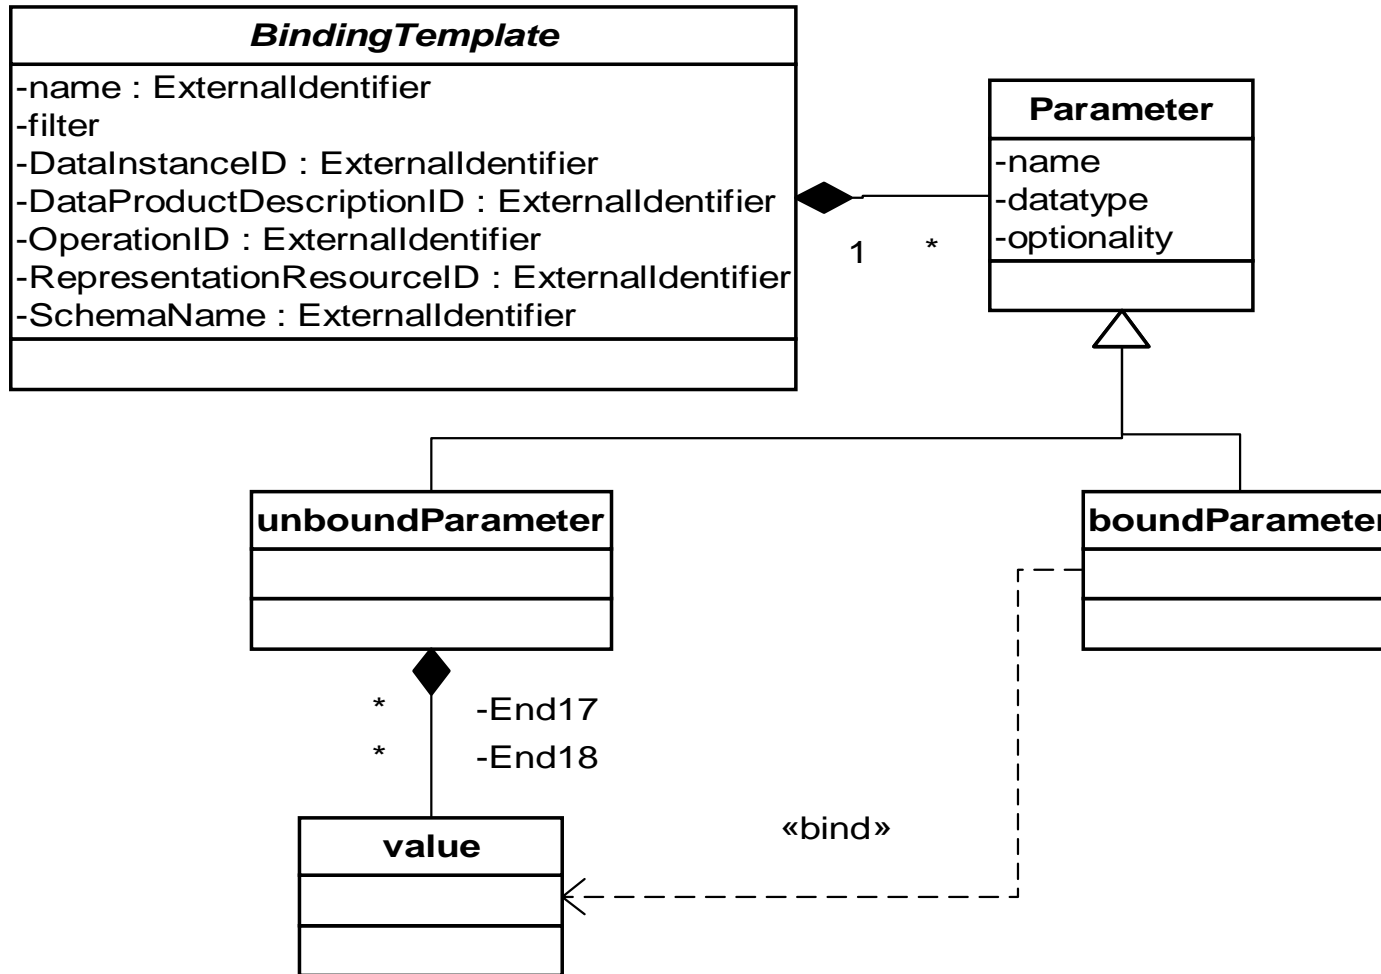 BindingTemplate
-name : ExternalIdentifier
-filter
-DataInstanceID : ExternalIdentifier
-DataProductDescriptionID : ExternalIdentifier
-OperationID : ExternalIdentifier
-RepresentationResourceID : ExternalIdentifier
-SchemaName : ExternalIdentifier
1 *
Parameter
-name
-datatype
-optionality
unboundParameter
boundParameter
* -End17
* -End18
«bind»
value